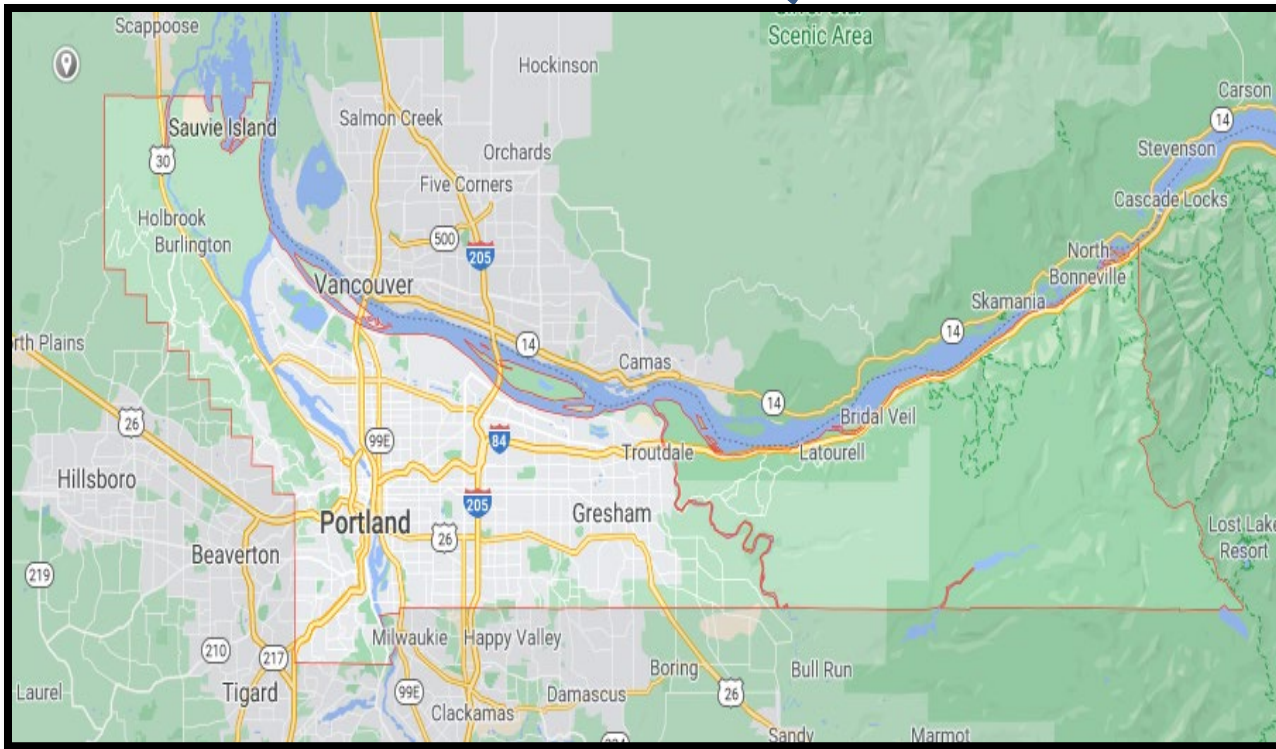 Scenic Area
Scappoose
Hockinson
Carson
Salmon Creek
14
Sauvie Island
Stevenson
Orchards
30
Five Corners
Cascade Locks
Holbrook
Burlington
500
205
North
Bonneville
Vancouver
Skamania
14
14
rth Plains
Camas
14
Bridal Veil
26
99E
84
Troutdale
Latourell
Hillsboro
205
Portland
Gresham
26
Lost Lake
Resort
Beaverton
219
Milwaukie
Happy Valley
210
217
Boring
Bull Run
Laurel
Tigard
99E
Damascus
26
Clackamas
Sandy
Marmot